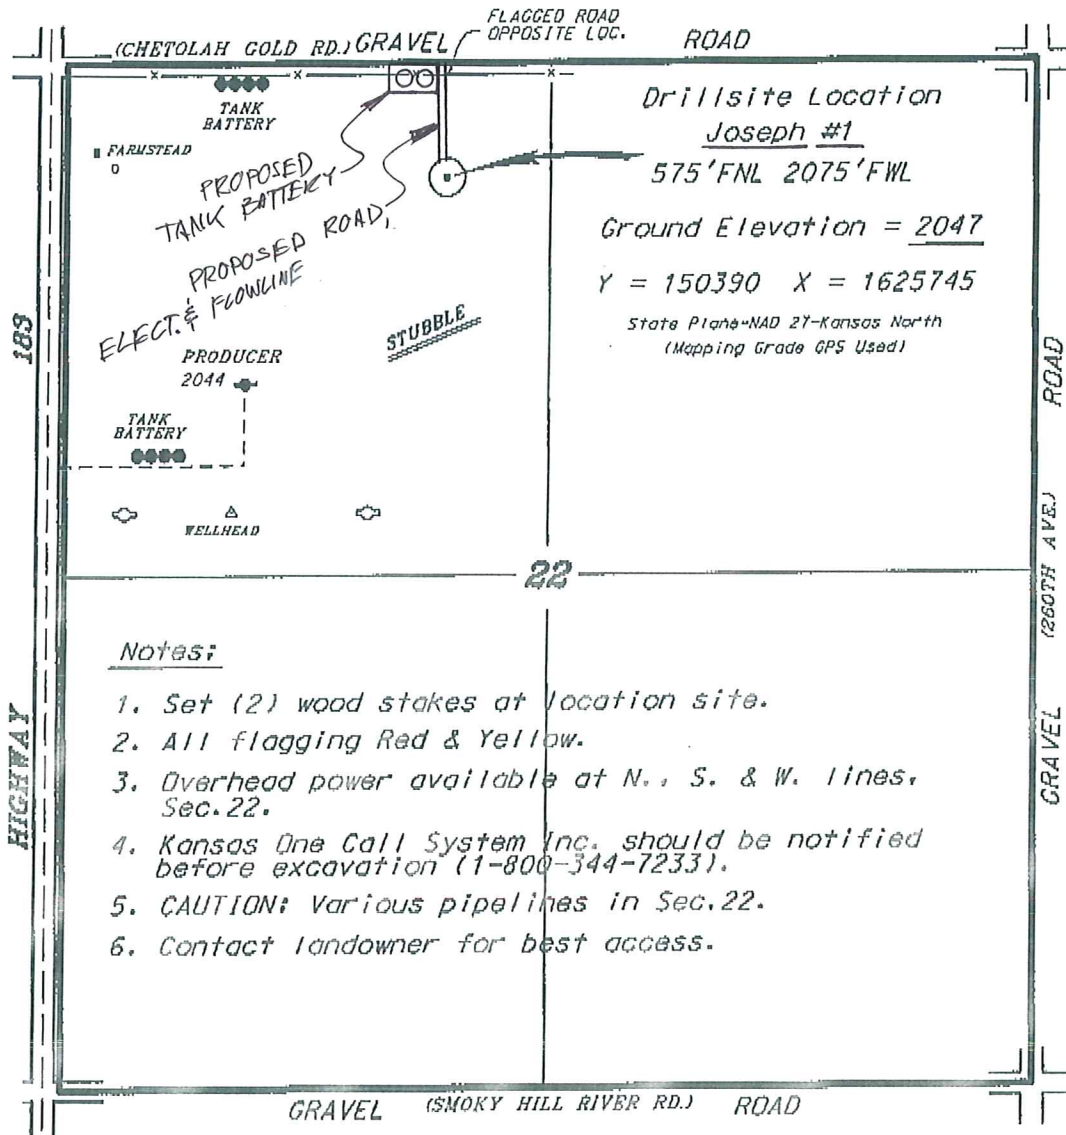 FLAGGED ROAD
OPPOSITE LOC.
(CHETOLAH GOLD RD.) GRAVEL ROAD
TANK
BATTERY
FARMSTEAD
Drillsite Location
Joseph #1
575'FNL 2075'FWL
Ground Elevation = 2047
Y = 150390 X = 1625745
State Plane-NAD 27-Kansas North
(Mapping Grade GPS Used)
PROPOSED
TANK BATTERY
PROPOSED ROAD,
ELECT. & FLOWLINE
STUBBLE
PRODUCER
2044
TANK
BATTERY
WELLHEAD
22
183
HIGHWAY
ROAD
(260TH AVE.)
GRAVEL
Notes:
1. Set (2) wood stakes at location site.
2. All flagging Red & Yellow.
3. Overhead power available at N., S. & W. lines,
Sec.22.
4. Kansas One Call System Inc. should be notified
before excavation (1-800-344-7233).
5. CAUTION: Various pipelines in Sec.22.
6. Contact landowner for best access.
GRAVEL (SMOKY HILL RIVER RD.) ROAD